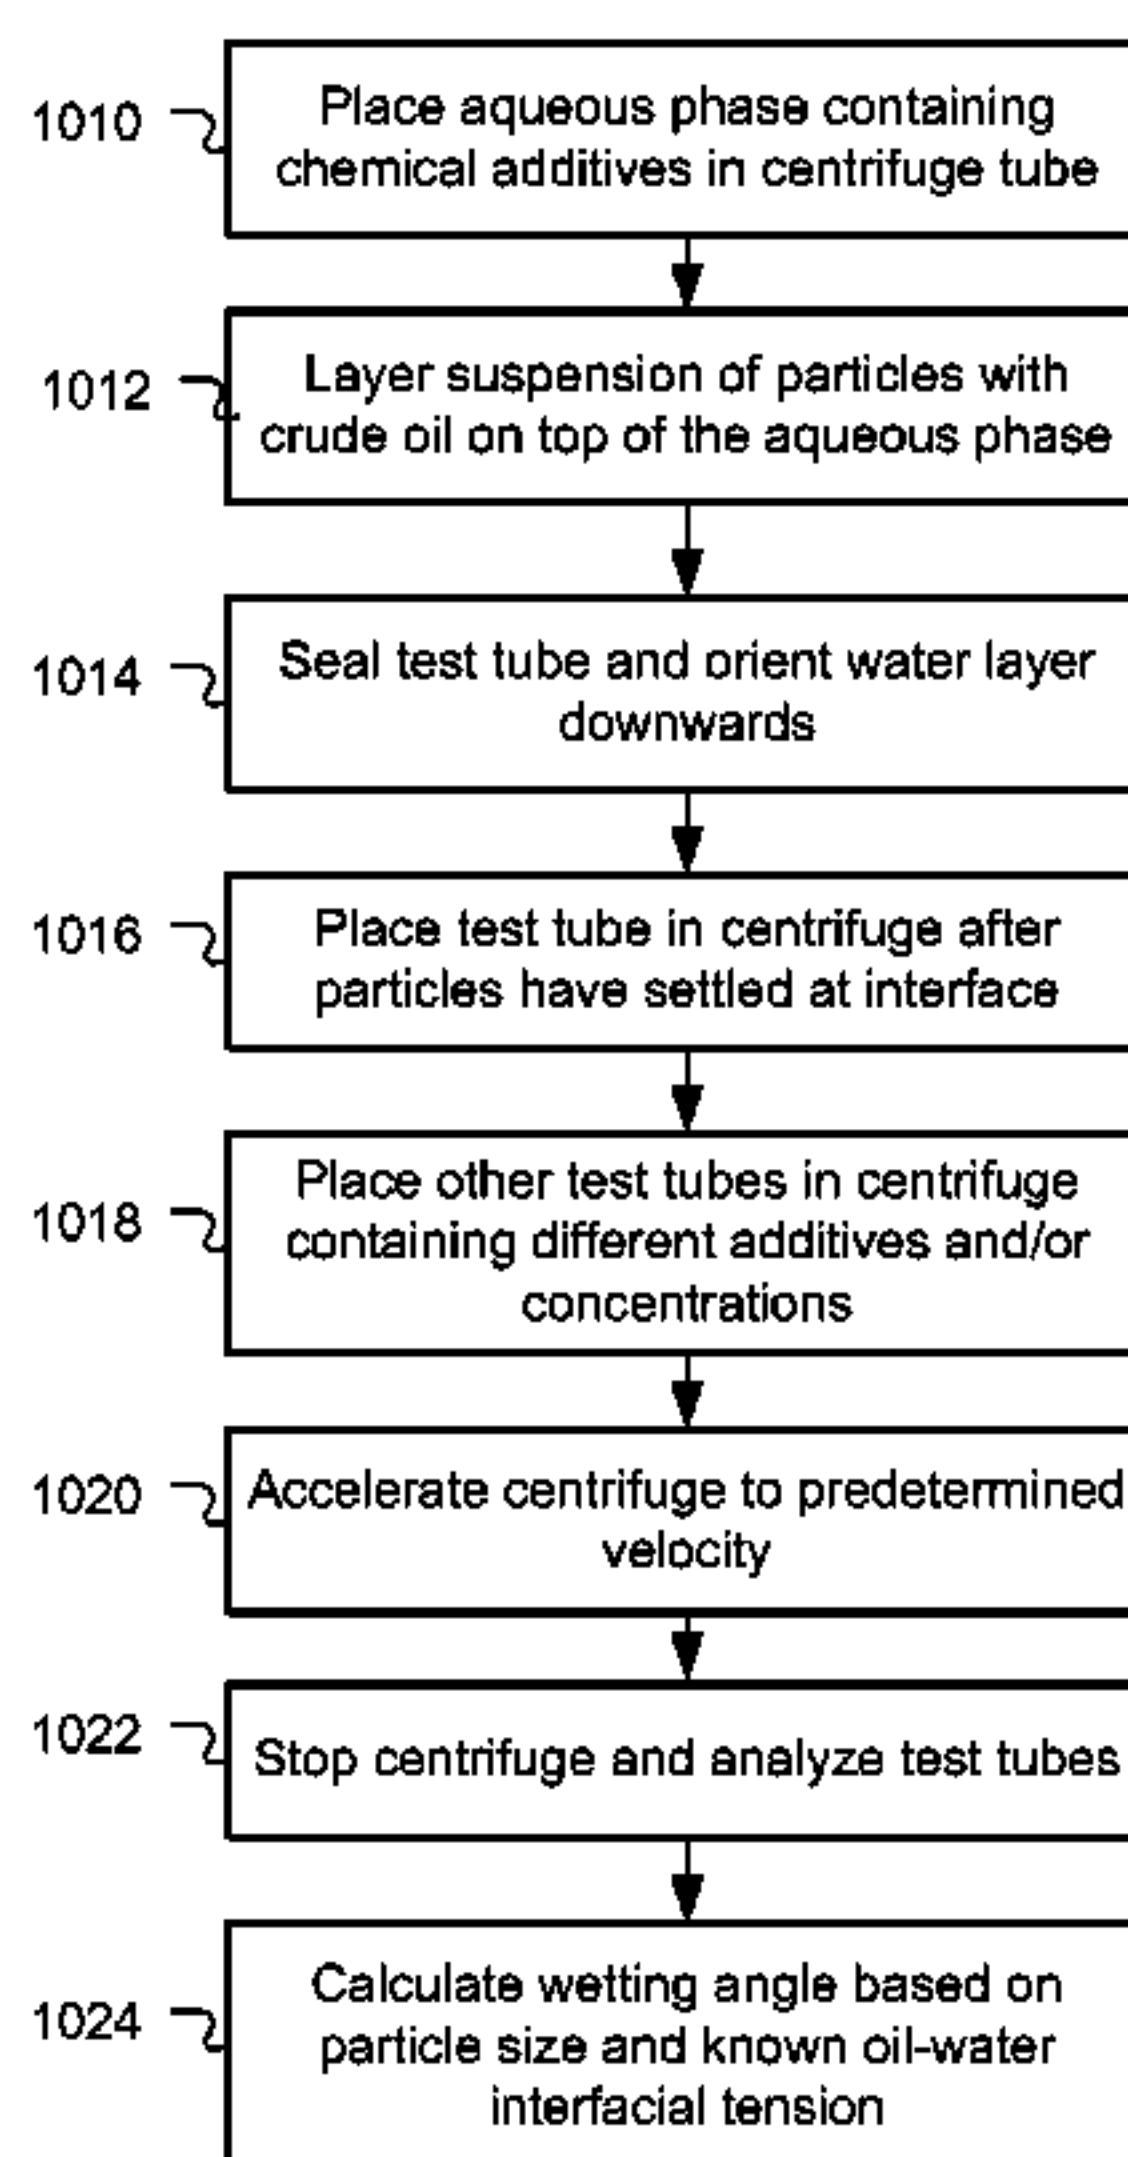 1010
Place aqueous phase containing
chemical additives in centrifuge tube
1012
Layer suspension of particles with
crude oil on top of the aqueous phase
1014
Seal test tube and orient water layer
downwards
1016
Place test tube in centrifuge after
particles have settled at interface
1018
Place other test tubes in centrifuge
containing different additives and/or
concentrations
1020
Accelerate centrifuge to predetermined
velocity
1022
Stop centrifuge and analyze test tubes
1024
Calculate wetting angle based on
particle size and known oil-water
interfacial tension